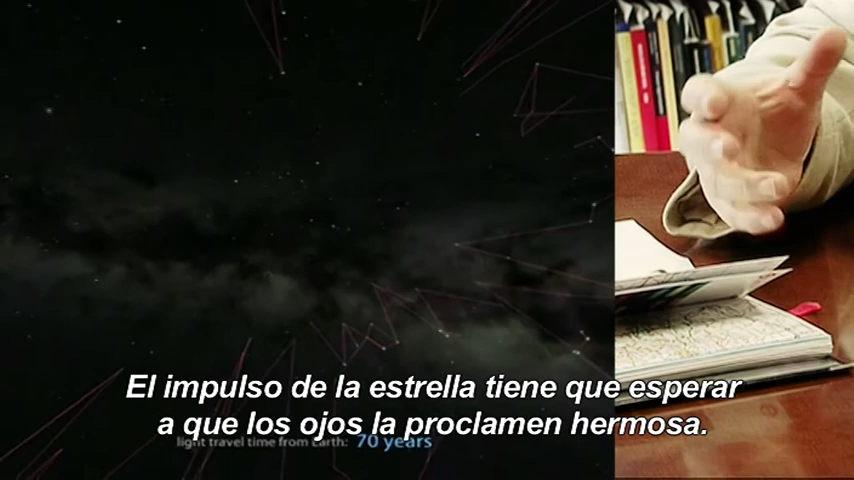 El impulso de la estrella tiene que esperar
a que los ojos la proclamen hermosa.
light travel time from Earth: 70 years